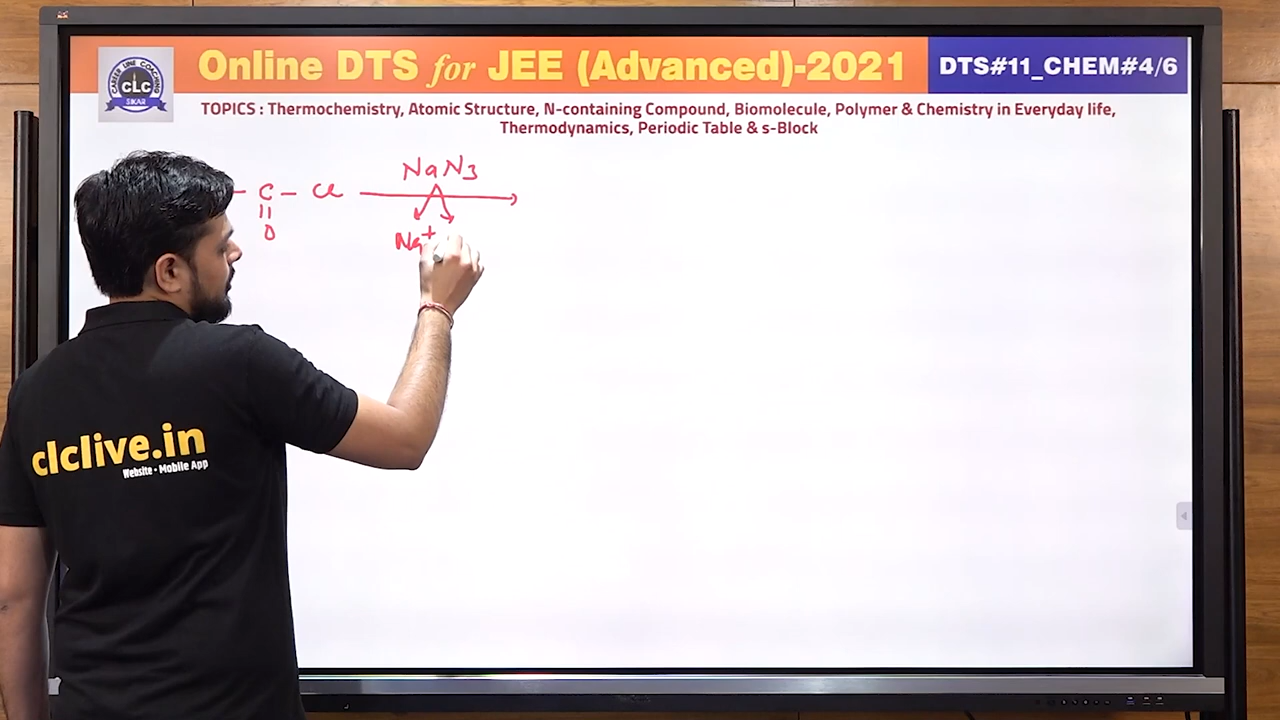 Online DTS for JEE (Advanced)-2021
DTS#11_CHEM#4/6
CAREER LINE COACHING
CLC
SIKAR
TOPICS : Thermochemistry, Atomic Structure, N-containing Compound, Biomolecule, Polymer & Chemistry in Everyday life,
Thermodynamics, Periodic Table & s-Block
NaN3
– C – Cl
||
O
Na+
clclive.in
Website • Mobile App